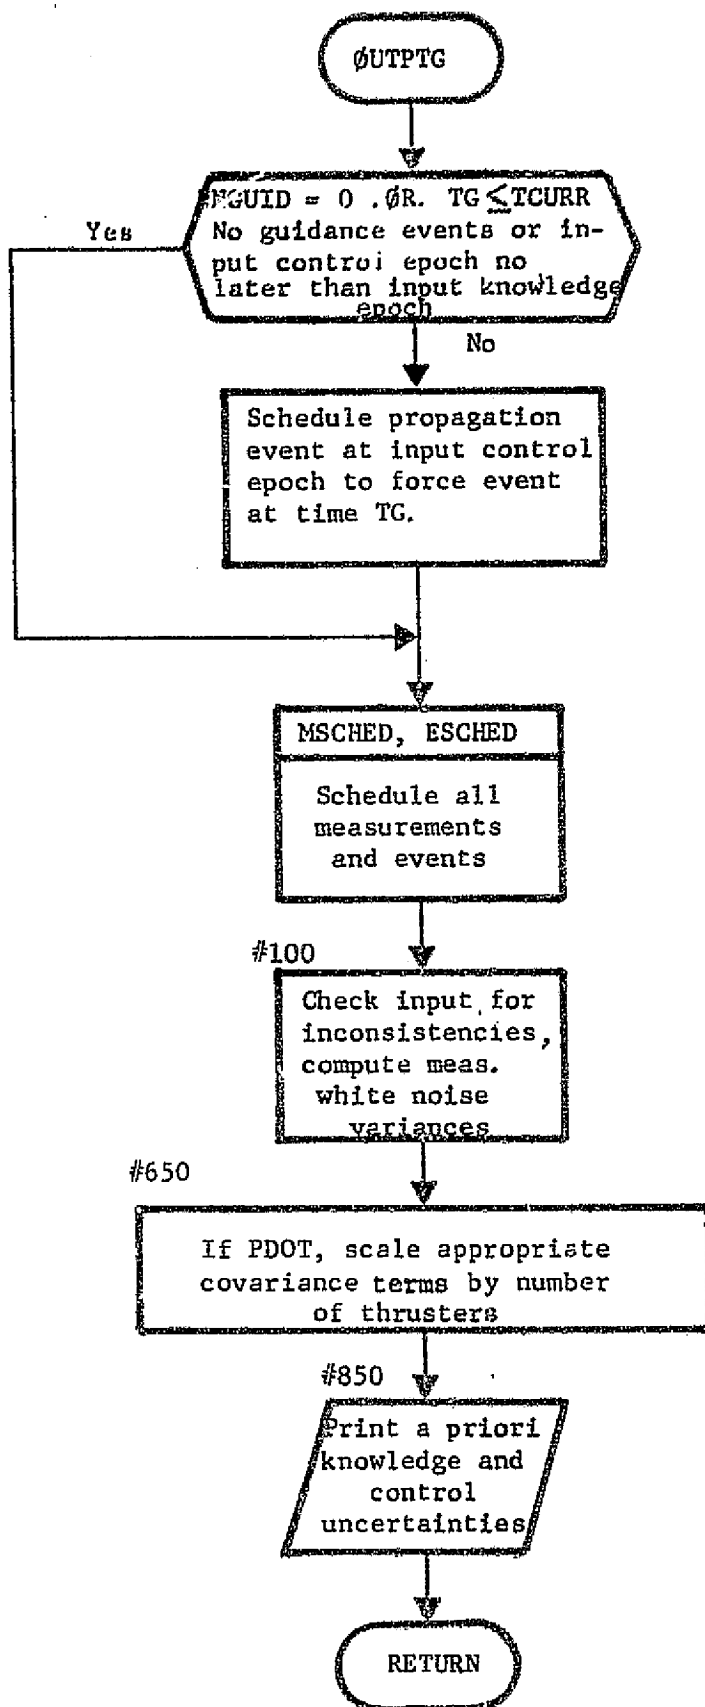 ØUTPTG
NGUID = 0 .ØR. TG ≤ TCURR
Yes
No guidance events or in-
put control epoch no
later than input knowledge
epoch
No
Schedule propagation
event at input control
epoch to force event
at time TG.
MSCHED, ESCHED
Schedule all
measurements
and events
#100
Check input for
inconsistencies,
compute meas.
white noise
variances
#650
If PDOT, scale appropriate
covariance terms by number
of thrusters
#850
Print a priori
knowledge and
control
uncertainties
RETURN